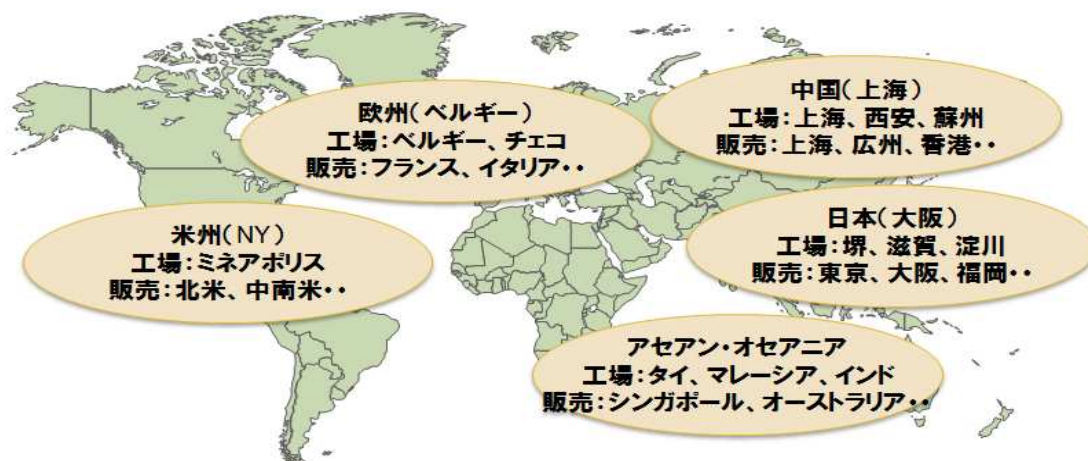 欧州(ベルギー)
工場:ベルギー、チェコ
販売:フランス、イタリア・・
中国(上海)
工場:上海、西安、蘇州
販売:上海、広州、香港・・
米州(NY)
工場:ミネアポリス
販売:北米、中南米・・
日本(大阪)
工場:堺、滋賀、淀川
販売:東京、大阪、福岡・・
アセアン・オセアニア
工場:タイ、マレーシア、インド
販売:シンガポール、オーストラリア・・